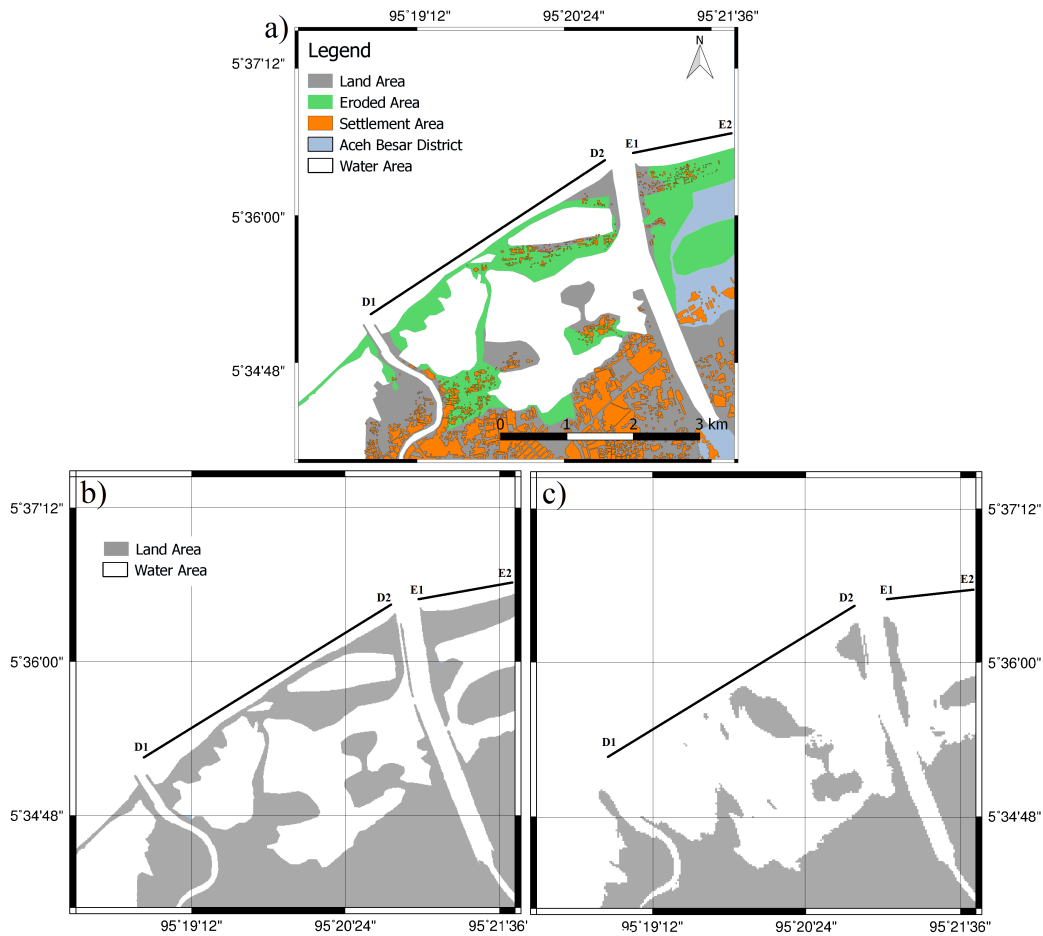 a)
95°19'12" 95°20'24" 95°21'36"
5°37'12"
5°36'00"
5°34'48"
N
Legend
Land Area
Eroded Area
Settlement Area
Aceh Besar District
Water Area
D1
D2
E1
E2
0 1 2 3 km
b)
5°37'12"
5°36'00"
5°34'48"
Land Area
Water Area
D1
D2
E1
E2
95°19'12" 95°20'24" 95°21'36"
c)
5°37'12"
5°36'00"
5°34'48"
D1
D2
E1
E2
95°19'12" 95°20'24" 95°21'36"